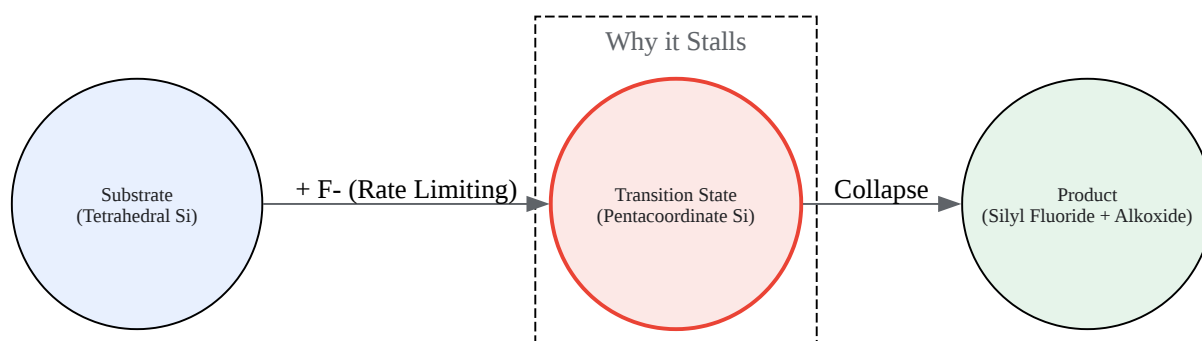 Why it Stalls
Substrate
(Tetrahedral Si)
+ F- (Rate Limiting)
Transition State
(Pentacoordinate Si)
Collapse
Product
(Silyl Fluoride + Alkoxide)